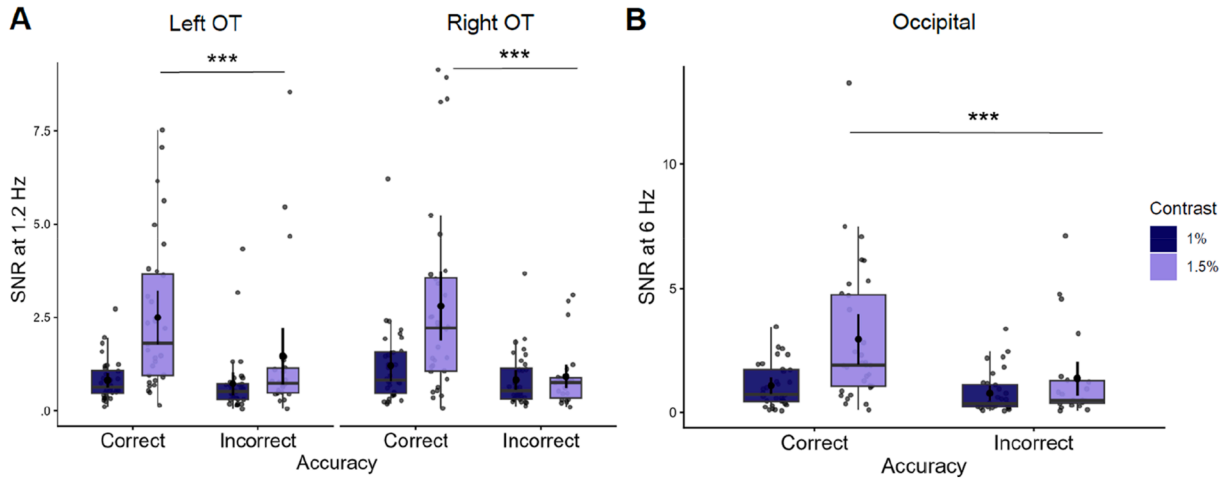 A
Left OT
Right OT
***
***
SNR at 1.2 Hz
7.5
5.0
2.5
.0
Correct
Incorrect
Correct
Incorrect
Accuracy
B
Occipital
***
SNR at 6 Hz
10
5
0
Correct
Incorrect
Accuracy
Contrast
1%
1.5%